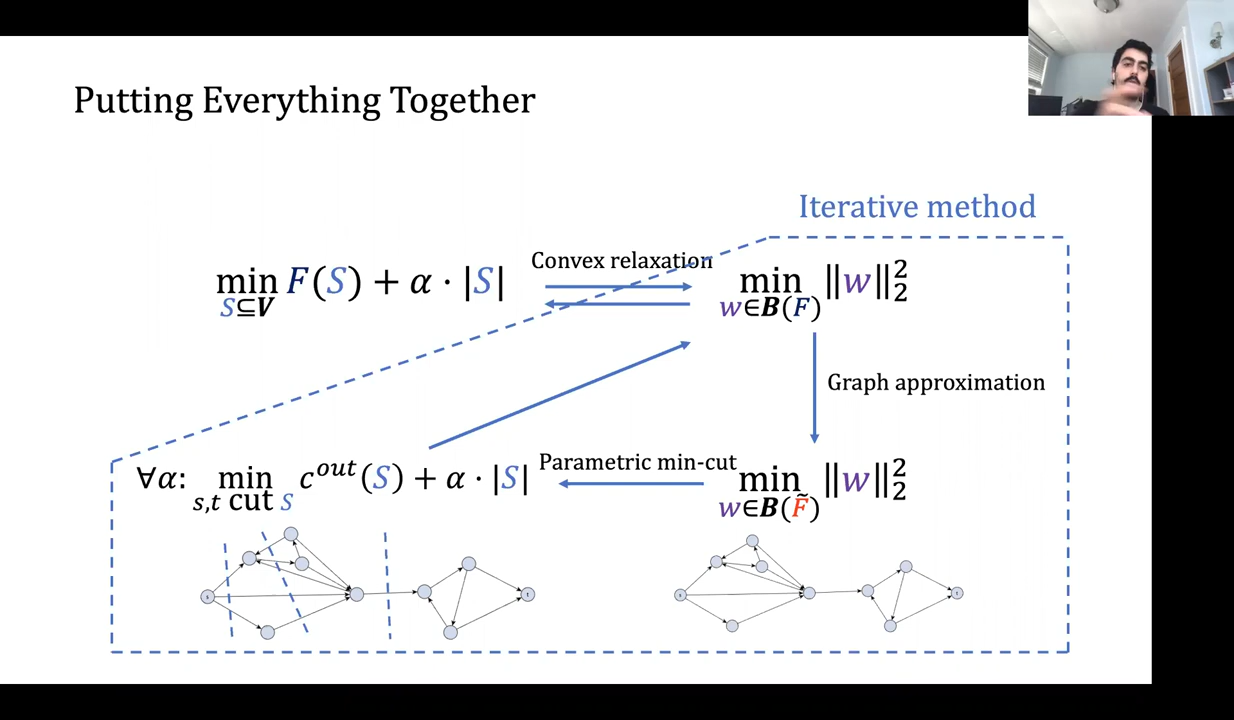 Putting Everything Together
Iterative method
Convex relaxation
min F(S) + α · |S|
S⊆V
min ‖w‖₂²
w∈B(F)
Graph approximation
Parametric min-cut
∀α: min c^out(S) + α · |S|
s,t cut S
min ‖w‖₂²
w∈B(F̃)
s
t
s
t